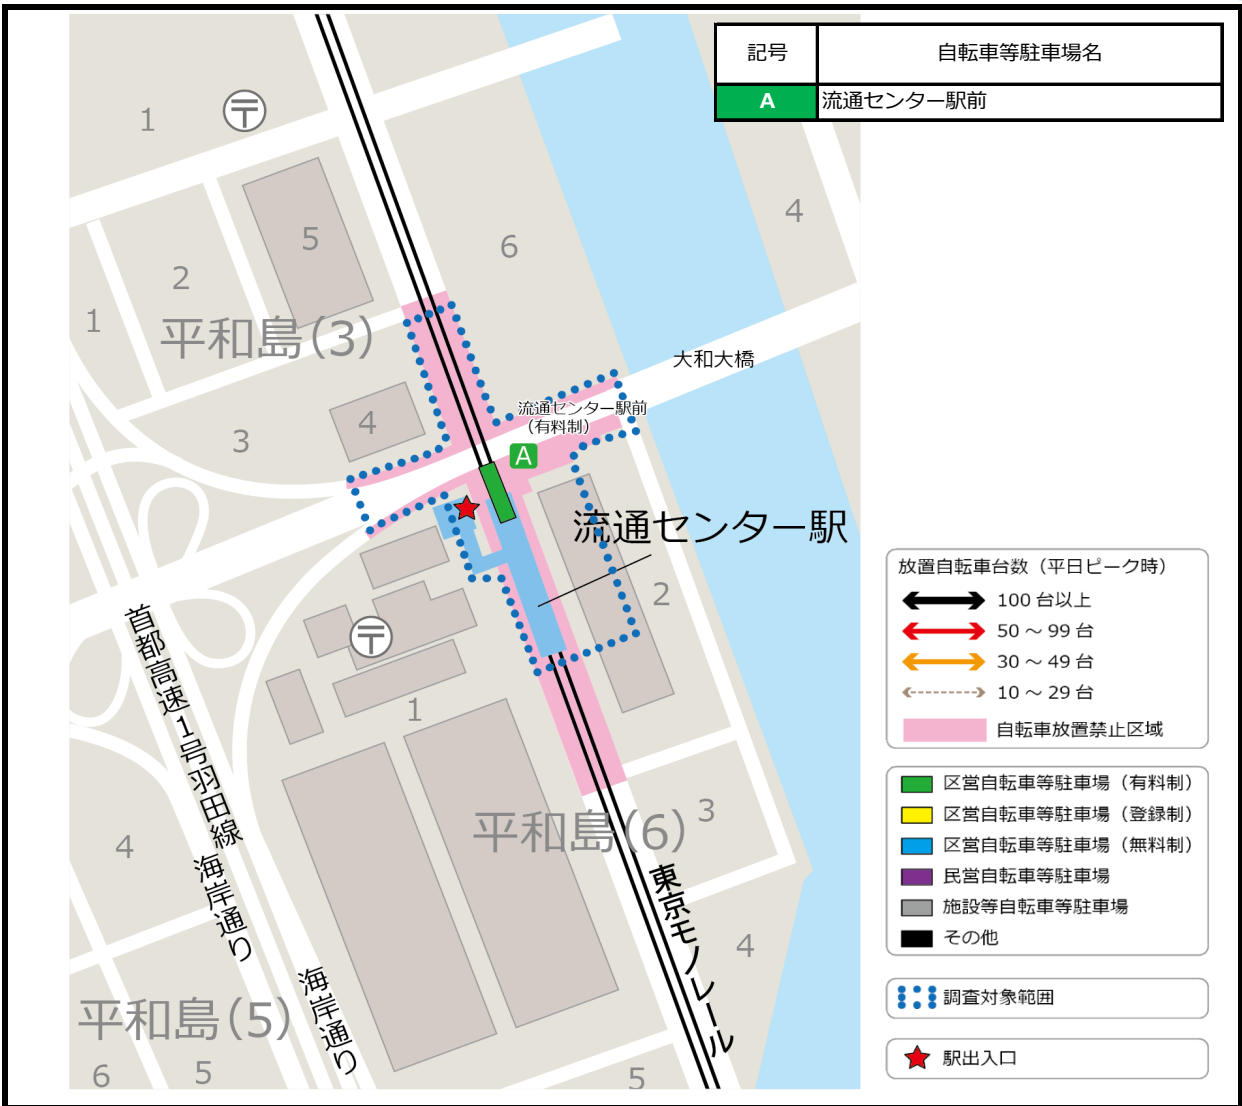 記号
自転車等駐車場名
A
流通センター駅前
1
〒
5
6
4
2
1
平和島(3)
大和大橋
流通センター駅前
（有料制）
4
3
A
流通センター駅
2
〒
1
首都高速1号羽田線
海岸通り
海岸通り
4
平和島(6)
3
東京モノレール
4
平和島(5)
6
5
5
放置自転車台数（平日ピーク時）
100 台以上
50 ～ 99 台
30 ～ 49 台
10 ～ 29 台
自転車放置禁止区域
区営自転車等駐車場（有料制）
区営自転車等駐車場（登録制）
区営自転車等駐車場（無料制）
民営自転車等駐車場
施設等自転車等駐車場
その他
調査対象範囲
駅出入口